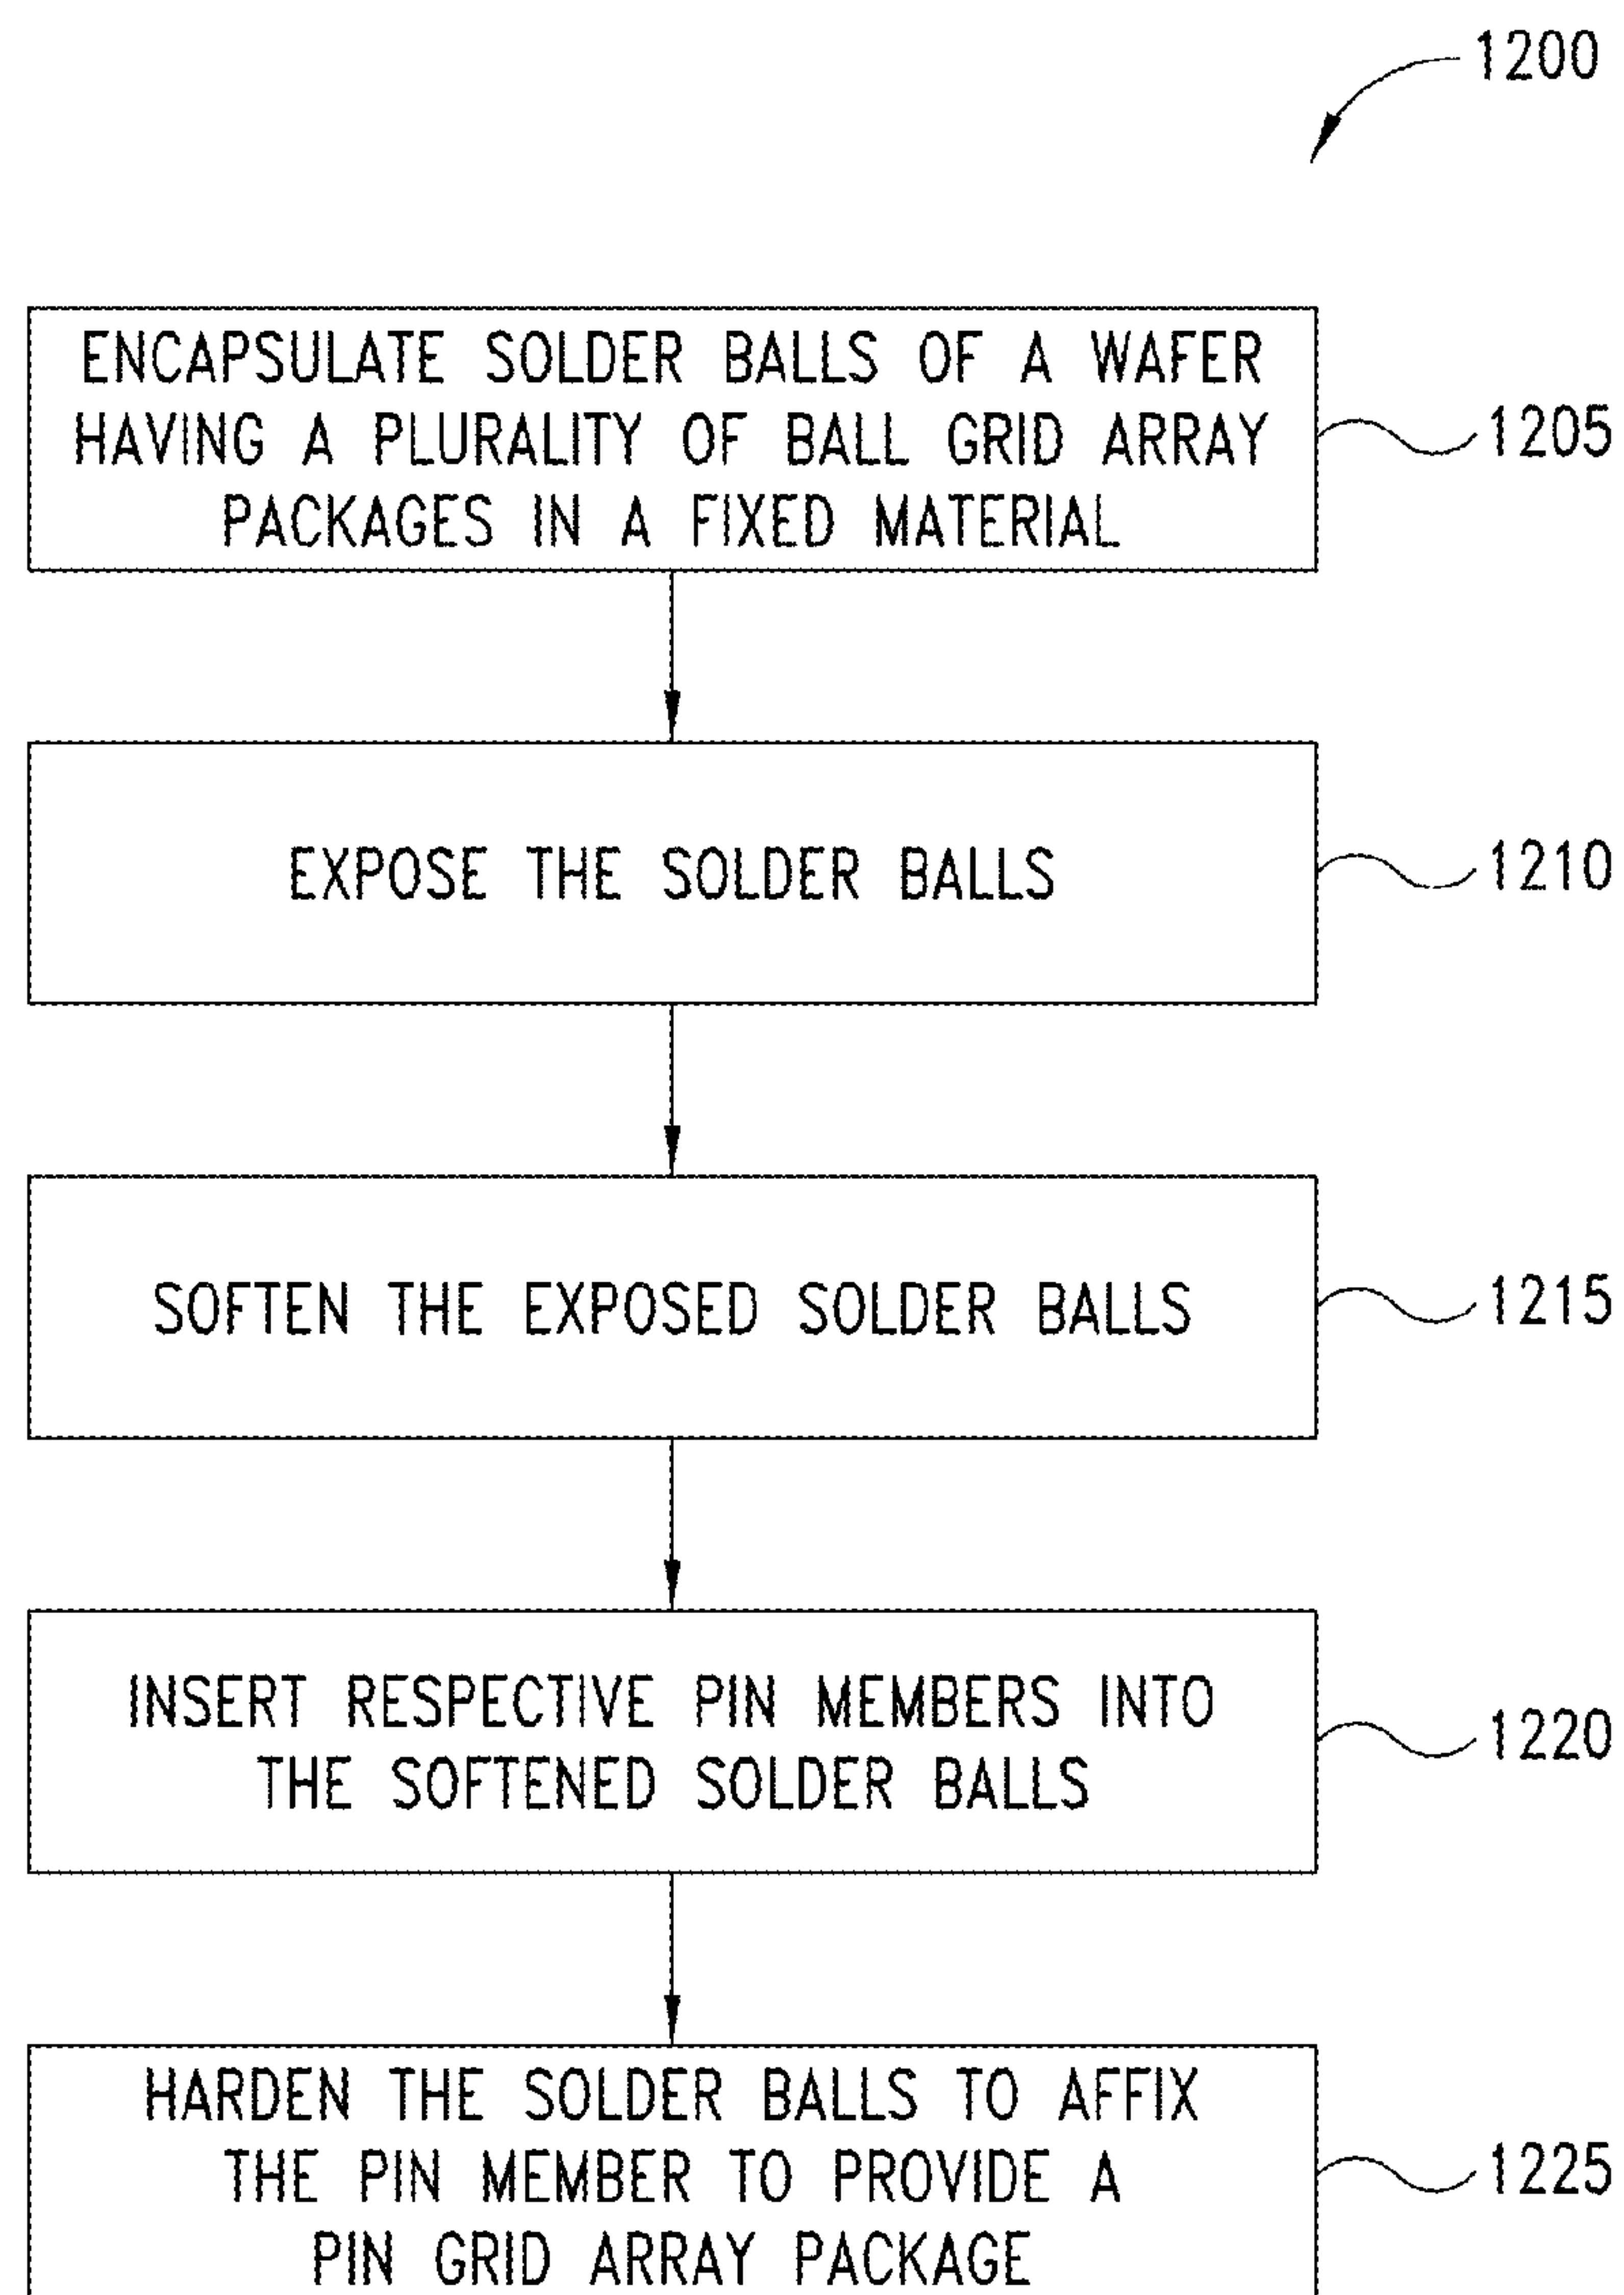 1200
ENCAPSULATE SOLDER BALLS OF A WAFER
HAVING A PLURALITY OF BALL GRID ARRAY
PACKAGES IN A FIXED MATERIAL
1205
EXPOSE THE SOLDER BALLS
1210
SOFTEN THE EXPOSED SOLDER BALLS
1215
INSERT RESPECTIVE PIN MEMBERS INTO
THE SOFTENED SOLDER BALLS
1220
HARDEN THE SOLDER BALLS TO AFFIX
THE PIN MEMBER TO PROVIDE A
PIN GRID ARRAY PACKAGE
1225